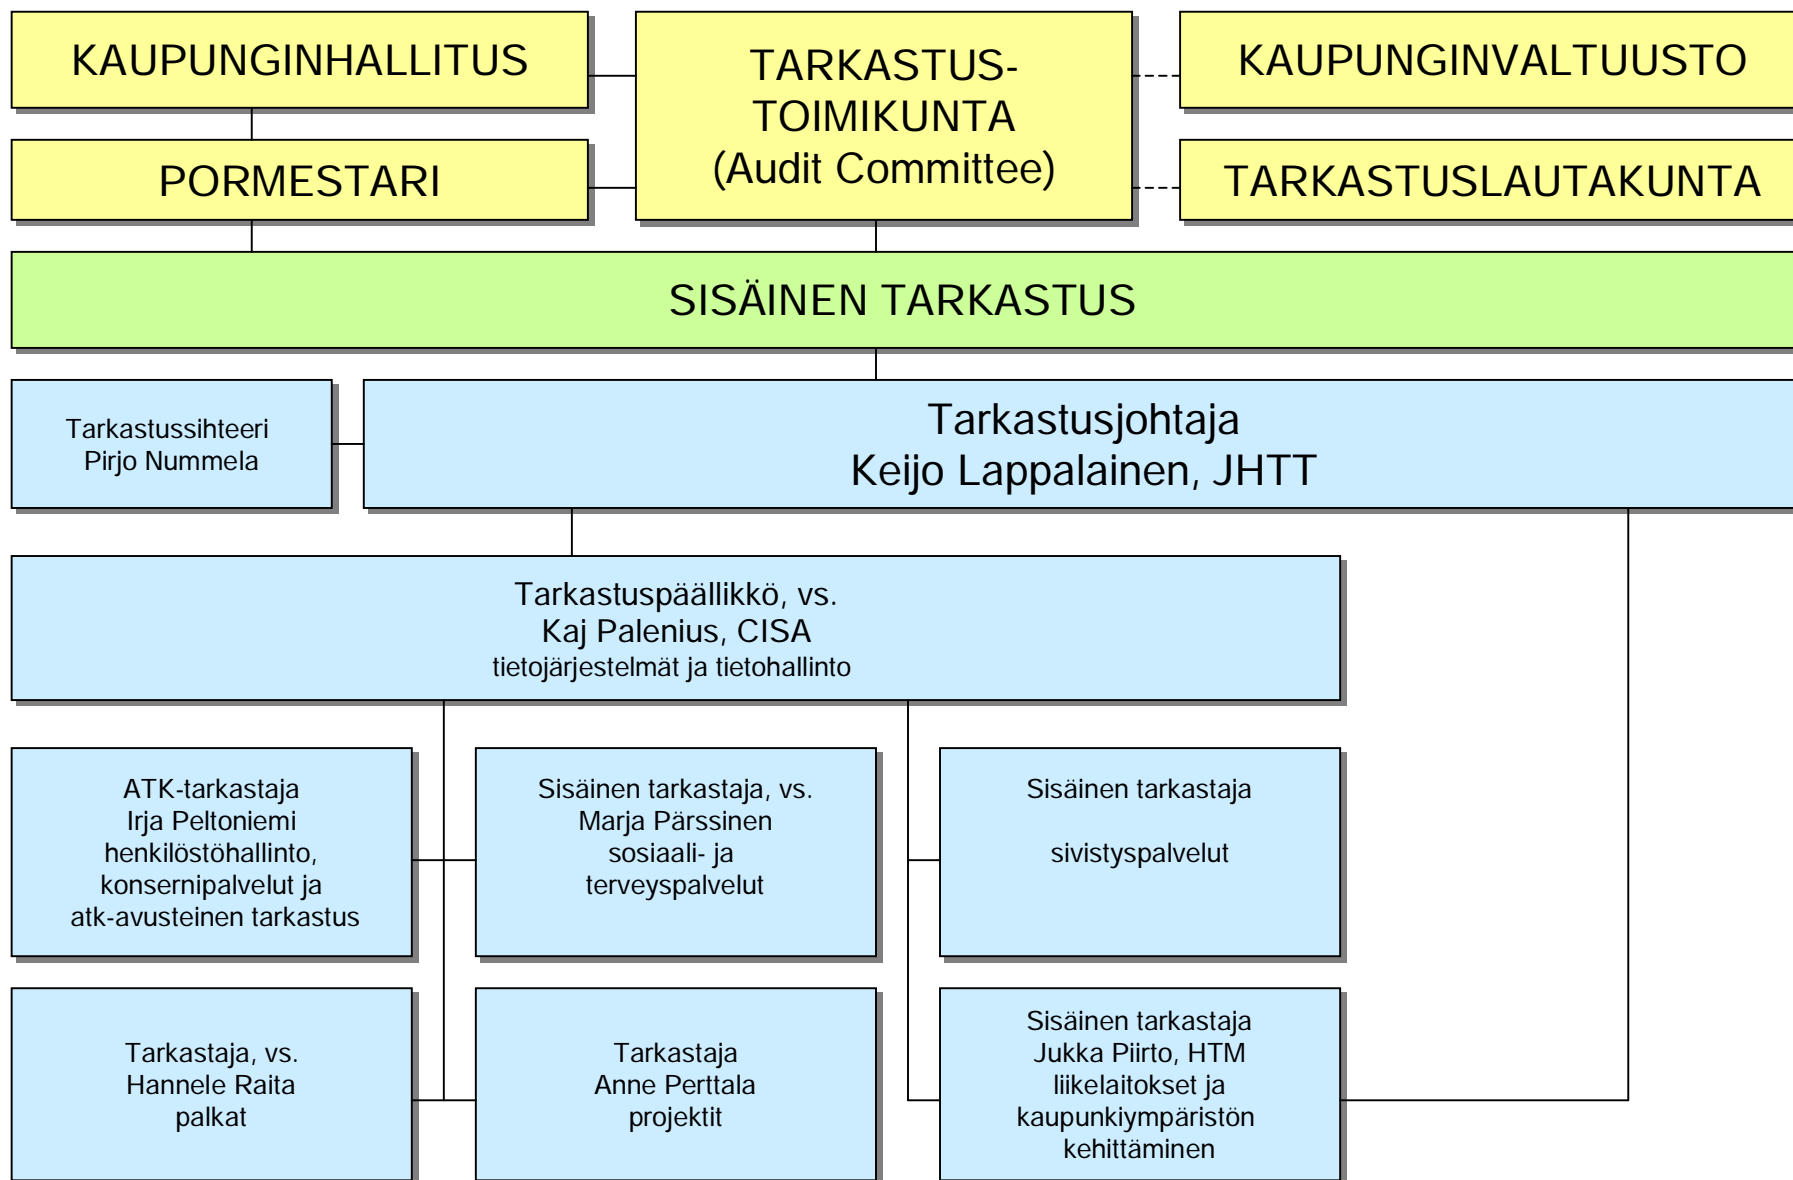 KAUPUNGINHALLITUS
TARKASTUS-
TOIMIKUNTA
(Audit Committee)
KAUPUNGINVALTUUSTO
PORMESTARI
TARKASTUSLAUTAKUNTA
SISÄINEN TARKASTUS
Tarkastussihteeri
Pirjo Nummela
Tarkastusjohtaja
Keijo Lappalainen, JHTT
Tarkastuspäällikkö, vs.
Kaj Palenius, CISA
tietojärjestelmät ja tietohallinto
ATK-tarkastaja
Irja Peltoniemi
henkilöstöhallinto,
konsernipalvelut ja
atk-avusteinen tarkastus
Sisäinen tarkastaja, vs.
Marja Pärssinen
sosiaali- ja
terveyspalvelut
Sisäinen tarkastaja
sivistyspalvelut
Tarkastaja, vs.
Hannele Raita
palkat
Tarkastaja
Anne Perttala
projektit
Sisäinen tarkastaja
Jukka Piirto, HTM
liikelaitokset ja
kaupunkiympäristön
kehittäminen